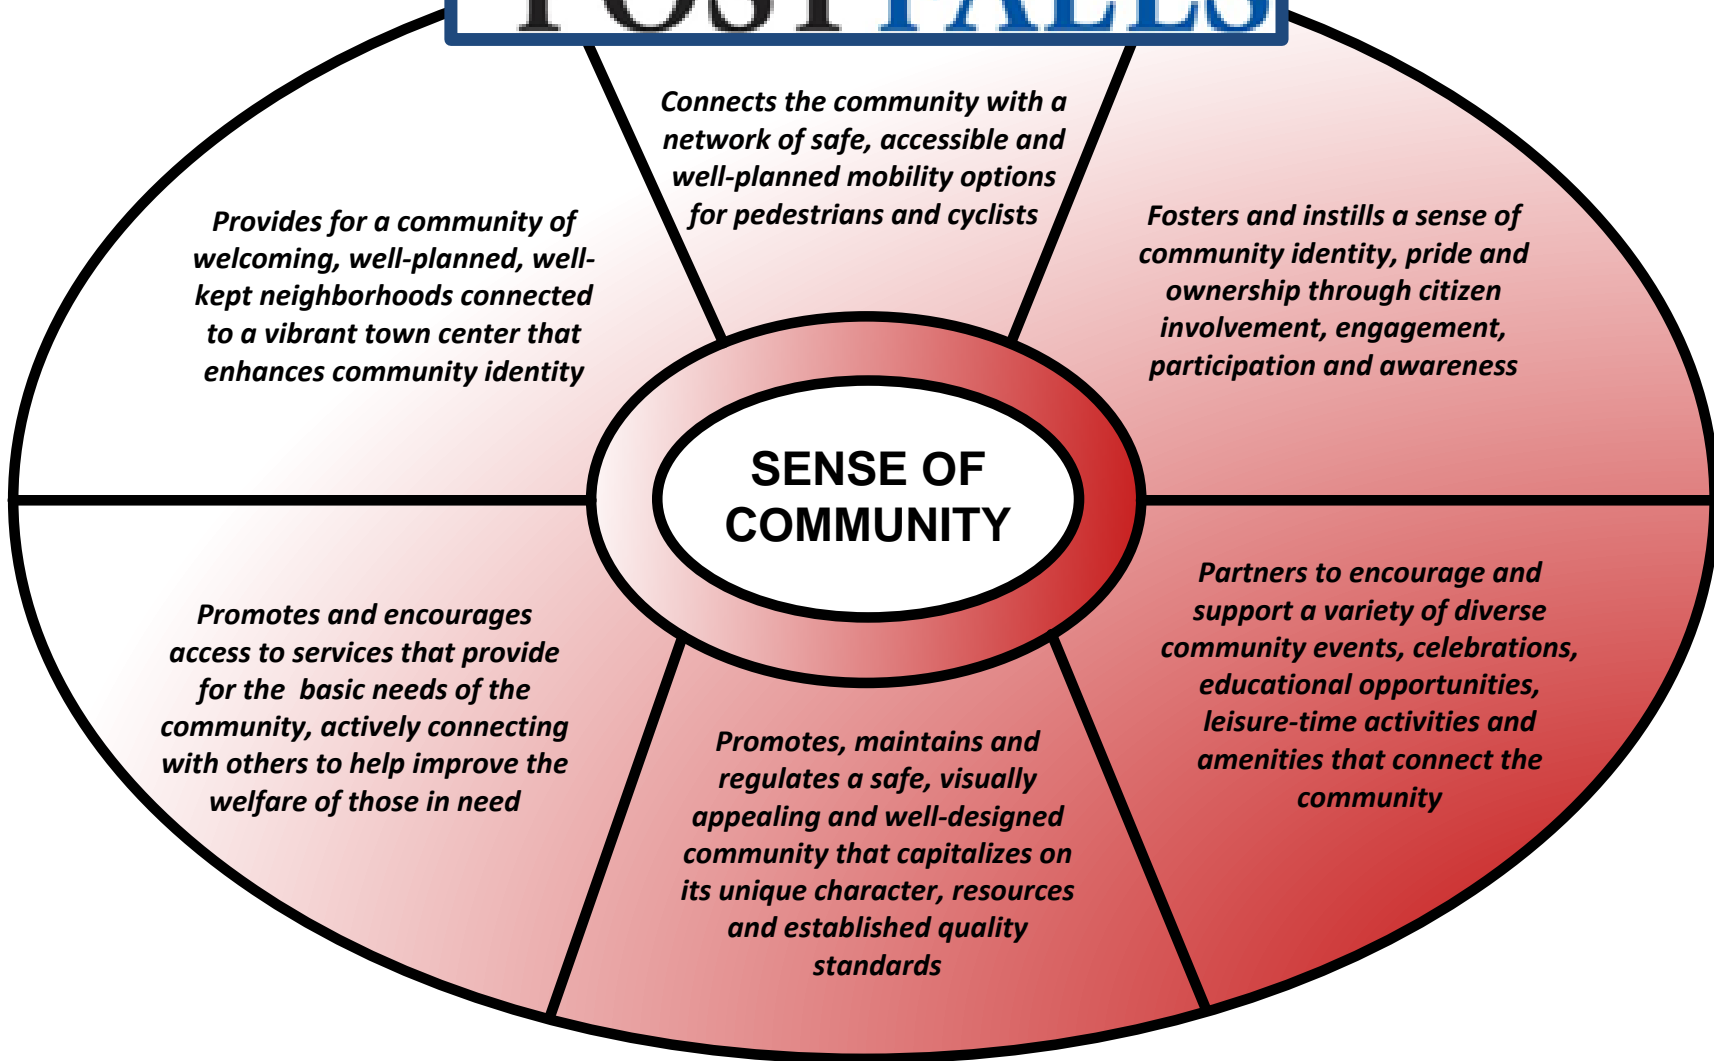 POST FALLS
Connects the community with a
network of safe, accessible and
well-planned mobility options
for pedestrians and cyclists
Provides for a community of
welcoming, well-planned, well-
kept neighborhoods connected
to a vibrant town center that
enhances community identity
Fosters and instills a sense of
community identity, pride and
ownership through citizen
involvement, engagement,
participation and awareness
SENSE OF
COMMUNITY
Promotes and encourages
access to services that provide
for the basic needs of the
community, actively connecting
with others to help improve the
welfare of those in need
Promotes, maintains and
regulates a safe, visually
appealing and well-designed
community that capitalizes on
its unique character, resources
and established quality
standards
Partners to encourage and
support a variety of diverse
community events, celebrations,
educational opportunities,
leisure-time activities and
amenities that connect the
community